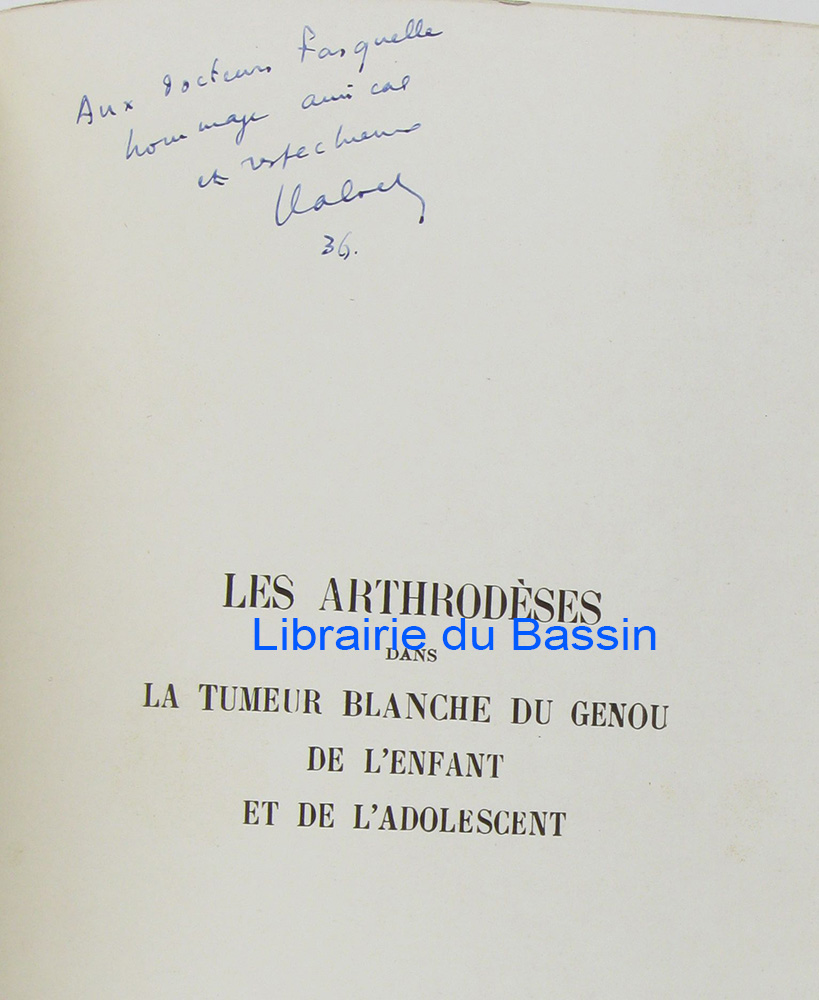 Aux docteurs Fasquelle
hommage amical
et respectueux
36.
LES ARTHRODÈSES
Librairie du Bassin
DANS
LA TUMEUR BLANCHE DU GENOU
DE L'ENFANT
ET DE L'ADOLESCENT